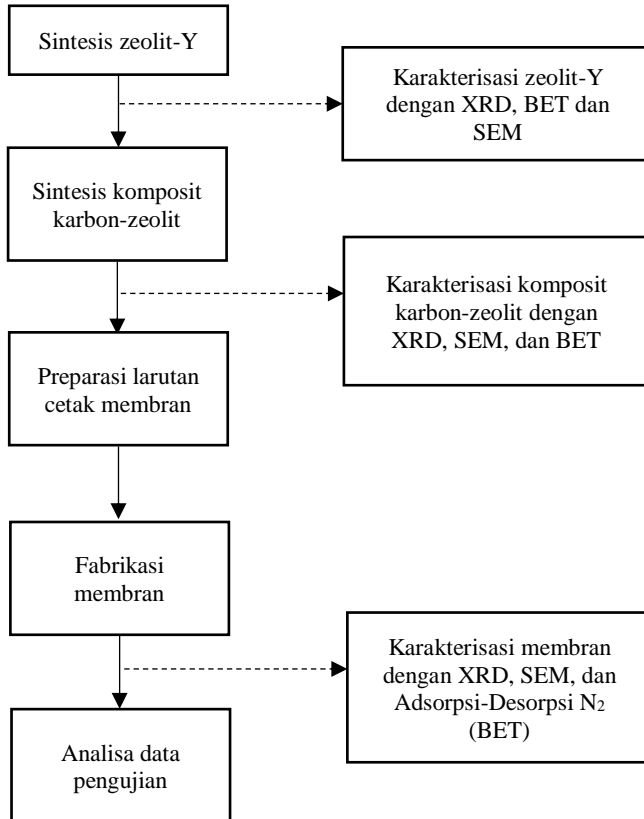 Sintesis zeolit-Y
Karakterisasi zeolit-Y
dengan XRD, BET dan
SEM
Sintesis komposit
karbon-zeolit
Karakterisasi komposit
karbon-zeolit dengan
XRD, SEM, dan BET
Preparasi larutan
cetak membran
Fabrikasi
membran
Karakterisasi membran
dengan XRD, SEM, dan
Adsorpsi-Desorpsi N₂
(BET)
Analisa data
pengujian